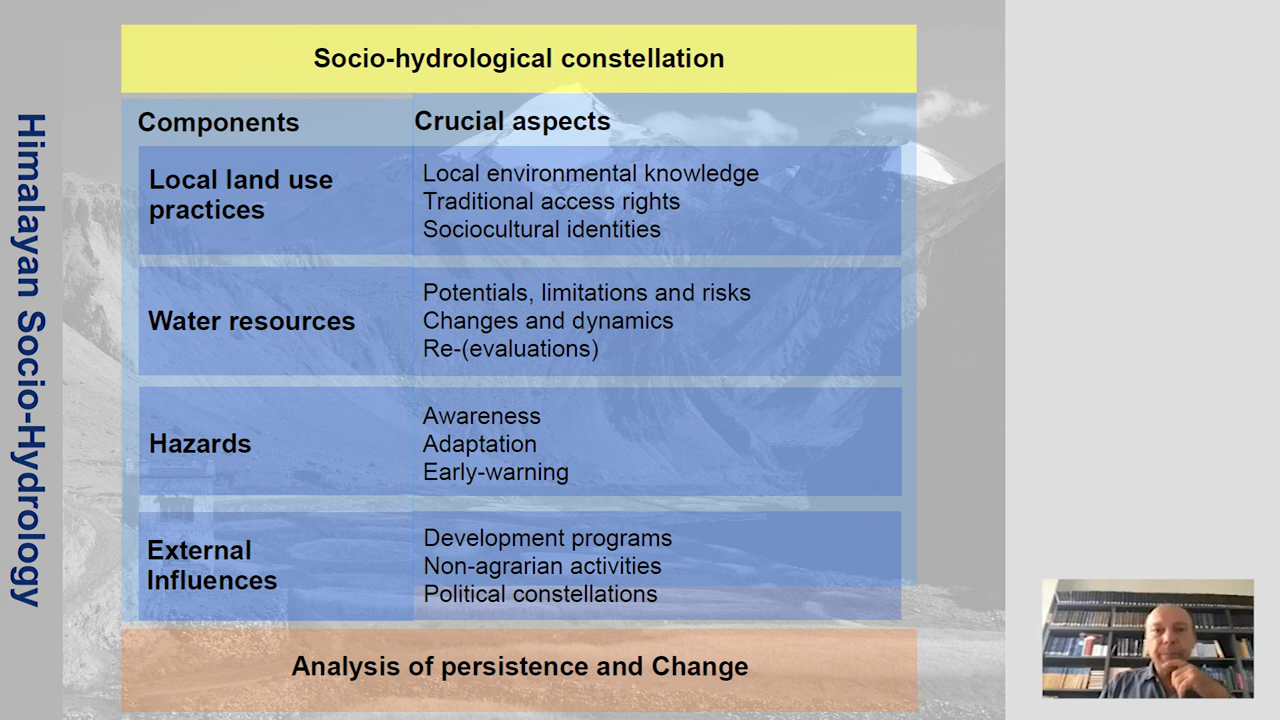 Himalayan Socio-Hydrology
Socio-hydrological constellation
Components
Crucial aspects
Local land use
practices
Local environmental knowledge
Traditional access rights
Sociocultural identities
Water resources
Potentials, limitations and risks
Changes and dynamics
Re-(evaluations)
Hazards
Awareness
Adaptation
Early-warning
External
Influences
Development programs
Non-agrarian activities
Political constellations
Analysis of persistence and Change